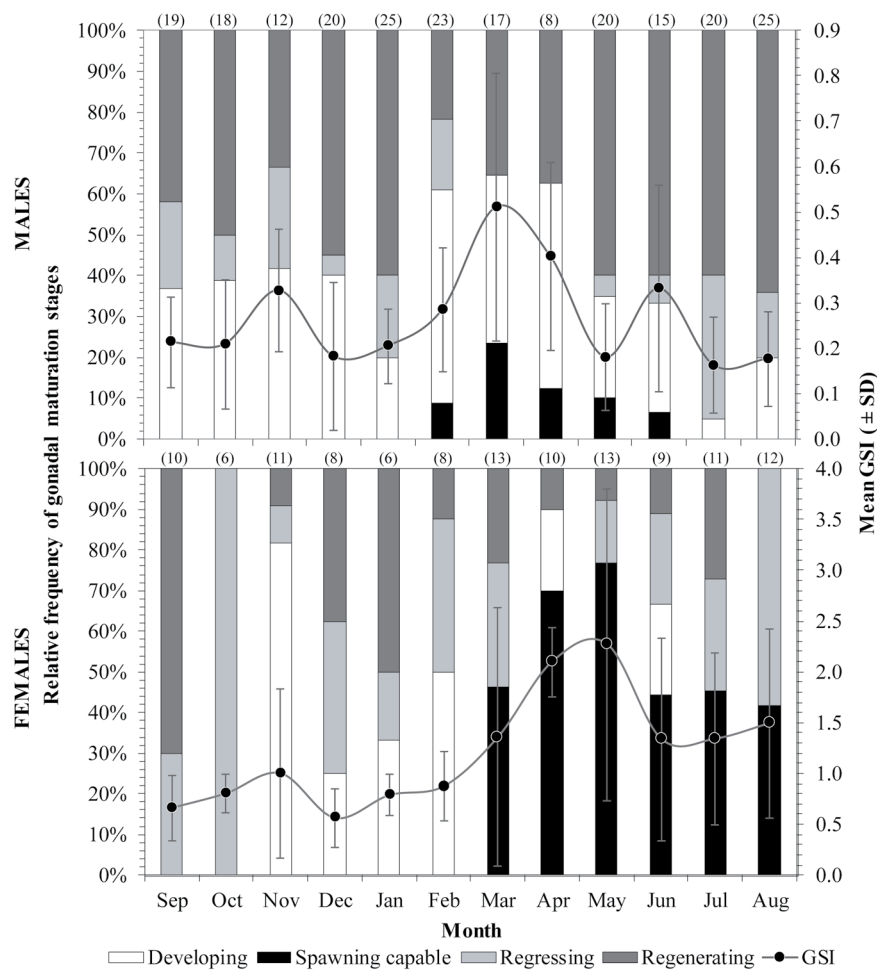 (19) (18) (12) (20) (25) (23) (17) (8) (20) (15) (20) (25)
100% 0.9
90% 0.8
80% 0.7
70% 0.6
60% 0.5
50% 0.4
40% 0.3
30% 0.2
20% 0.1
10% 0.0
0%
MALES
FEMALES
Relative frequency of gonadal maturation stages
Mean GSI (± SD)
(10) (6) (11) (8) (6) (8) (13) (10) (13) (9) (11) (12)
100% 4.0
90% 3.5
80% 3.0
70% 2.5
60% 2.0
50% 1.5
40% 1.0
30% 0.5
20% 0.0
10%
0%
Sep Oct Nov Dec Jan Feb Mar Apr May Jun Jul Aug
Month
Developing Spawning capable Regressing Regenerating GSI